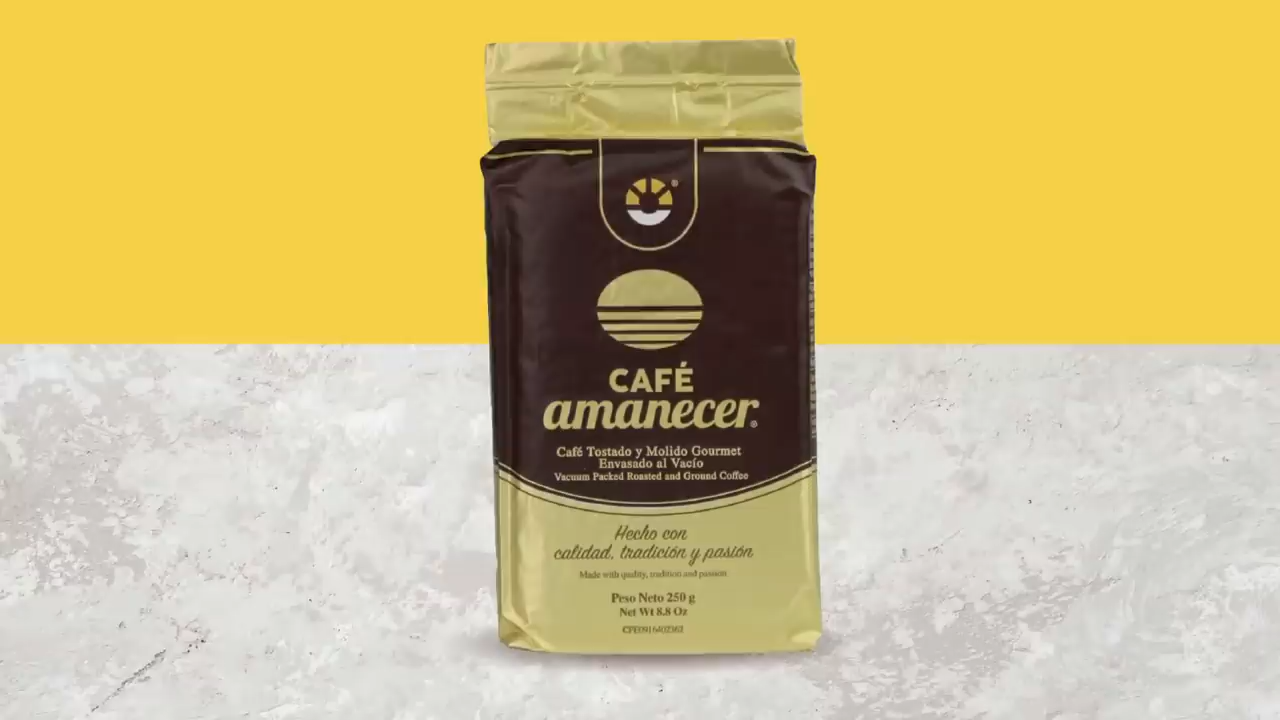 ®
CAFÉ
amanecer®
Café Tostado y Molido Gourmet
Envasado al Vacío
Vacuum Packed Roasted and Ground Coffee
Hecho con
calidad, tradición y pasión
Made with quality, tradition and passion
Peso Neto 250 g
Net Wt 8.8 Oz